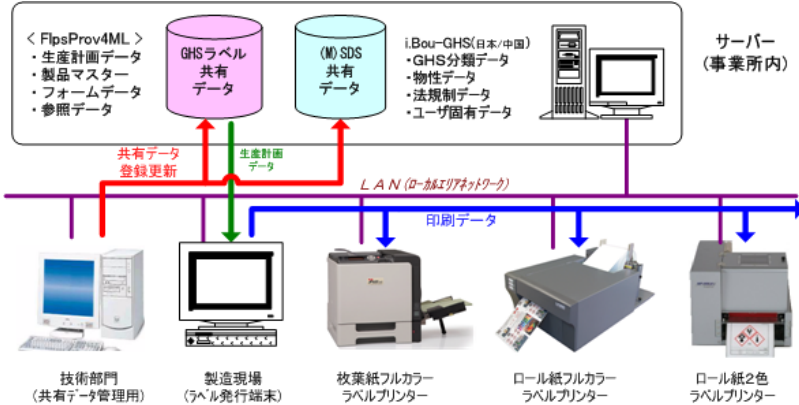 < FlpsProv4ML >
・生産計画データ
・製品マスター
・フォームデータ
・参照データ
GHSラベル
共有
データ
(M)SDS
共有
データ
i.Bou-GHS(日本/中国)
・GHS分類データ
・物性データ
・法規制データ
・ユーザ固有データ
サーバー
(事業所内)
共有データ
登録更新
生産計画
データ
LAN(ローカルエリアネットワーク)
印刷データ
技術部門
(共有データ管理用)
製造現場
(ラベル発行端末)
枚葉紙フルカラー
ラベルプリンター
ロール紙フルカラー
ラベルプリンター
ロール紙2色
ラベルプリンター